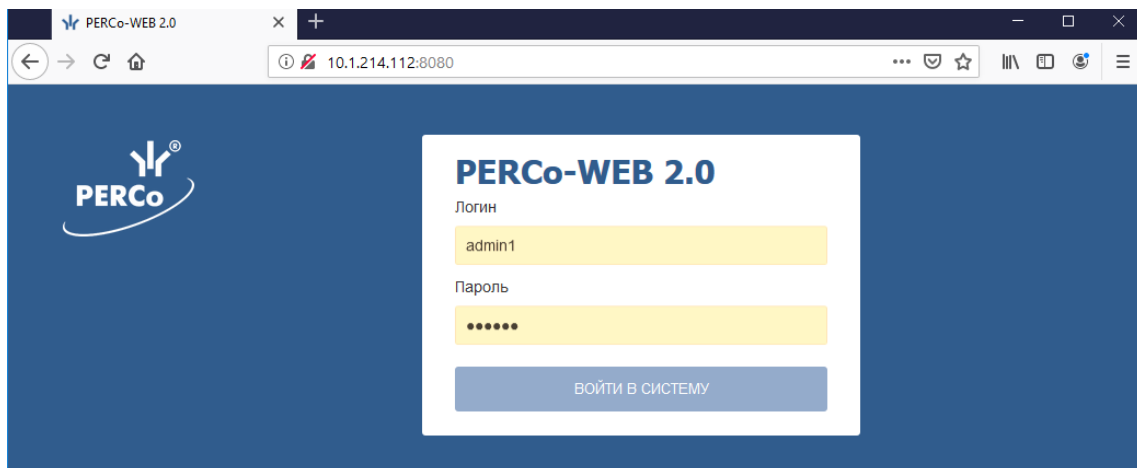 PERCo-WEB 2.0
10.1.214.112:8080
PERCo®
PERCo-WEB 2.0
Логин
admin1
Пароль
••••••
ВОЙТИ В СИСТЕМУ